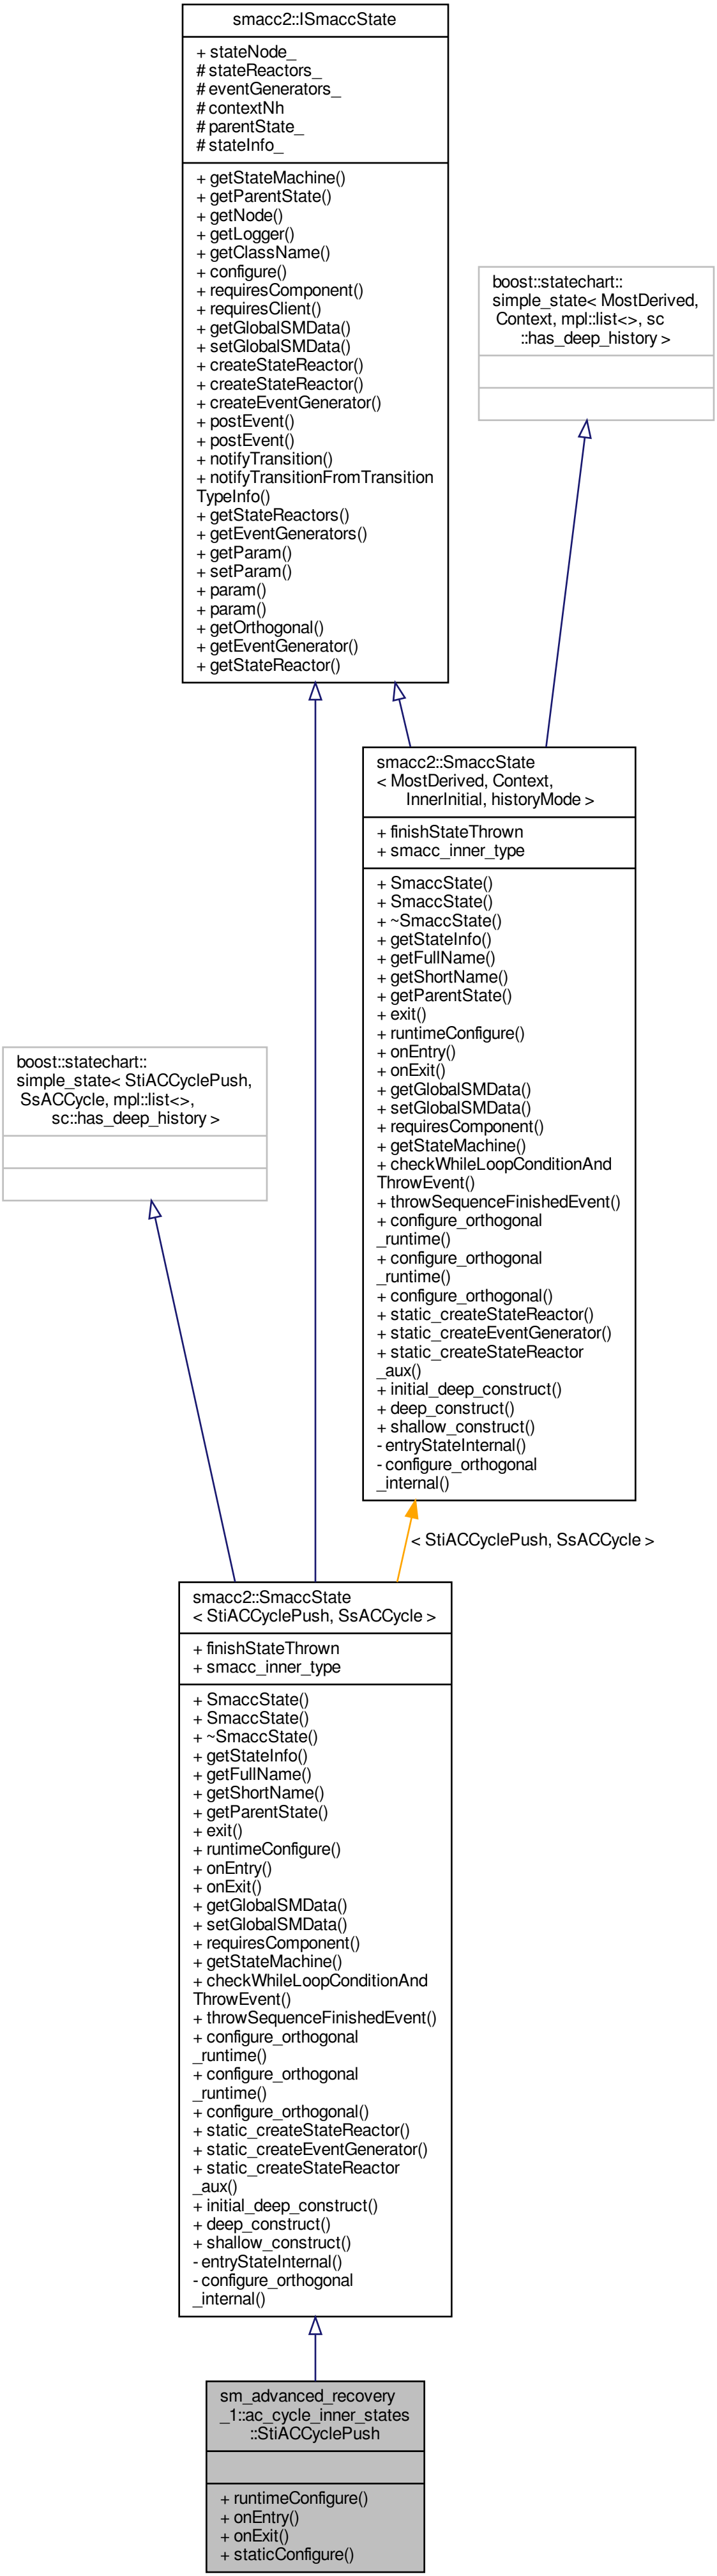 smacc2::ISmaccState
+ stateNode_
# stateReactors_
# eventGenerators_
# contextNh
# parentState_
# stateInfo_
+ getStateMachine()
+ getParentState()
+ getNode()
+ getLogger()
+ getClassName()
+ configure()
+ requiresComponent()
+ requiresClient()
+ getGlobalSMData()
+ setGlobalSMData()
+ createStateReactor()
+ createStateReactor()
+ createEventGenerator()
+ postEvent()
+ postEvent()
+ notifyTransition()
+ notifyTransitionFromTransition
TypeInfo()
+ getStateReactors()
+ getEventGenerators()
+ getParam()
+ setParam()
+ param()
+ param()
+ getOrthogonal()
+ getEventGenerator()
+ getStateReactor()
boost::statechart::
simple_state< MostDerived,
Context, mpl::list<>, sc
::has_deep_history >
smacc2::SmaccState
< MostDerived, Context,
InnerInitial, historyMode >
+ finishStateThrown
+ smacc_inner_type
+ SmaccState()
+ SmaccState()
+ ~SmaccState()
+ getStateInfo()
+ getFullName()
+ getShortName()
+ getParentState()
+ exit()
+ runtimeConfigure()
+ onEntry()
+ onExit()
+ getGlobalSMData()
+ setGlobalSMData()
+ requiresComponent()
+ getStateMachine()
+ checkWhileLoopConditionAnd
ThrowEvent()
+ throwSequenceFinishedEvent()
+ configure_orthogonal
_runtime()
+ configure_orthogonal
_runtime()
+ configure_orthogonal()
+ static_createStateReactor()
+ static_createEventGenerator()
+ static_createStateReactor
_aux()
+ initial_deep_construct()
+ deep_construct()
+ shallow_construct()
- entryStateInternal()
- configure_orthogonal
_internal()
boost::statechart::
simple_state< StiACCyclePush,
SsACCycle, mpl::list<>,
sc::has_deep_history >
< StiACCyclePush, SsACCycle >
smacc2::SmaccState
< StiACCyclePush, SsACCycle >
+ finishStateThrown
+ smacc_inner_type
+ SmaccState()
+ SmaccState()
+ ~SmaccState()
+ getStateInfo()
+ getFullName()
+ getShortName()
+ getParentState()
+ exit()
+ runtimeConfigure()
+ onEntry()
+ onExit()
+ getGlobalSMData()
+ setGlobalSMData()
+ requiresComponent()
+ getStateMachine()
+ checkWhileLoopConditionAnd
ThrowEvent()
+ throwSequenceFinishedEvent()
+ configure_orthogonal
_runtime()
+ configure_orthogonal
_runtime()
+ configure_orthogonal()
+ static_createStateReactor()
+ static_createEventGenerator()
+ static_createStateReactor
_aux()
+ initial_deep_construct()
+ deep_construct()
+ shallow_construct()
- entryStateInternal()
- configure_orthogonal
_internal()
sm_advanced_recovery
_1::ac_cycle_inner_states
::StiACCyclePush
+ runtimeConfigure()
+ onEntry()
+ onExit()
+ staticConfigure()